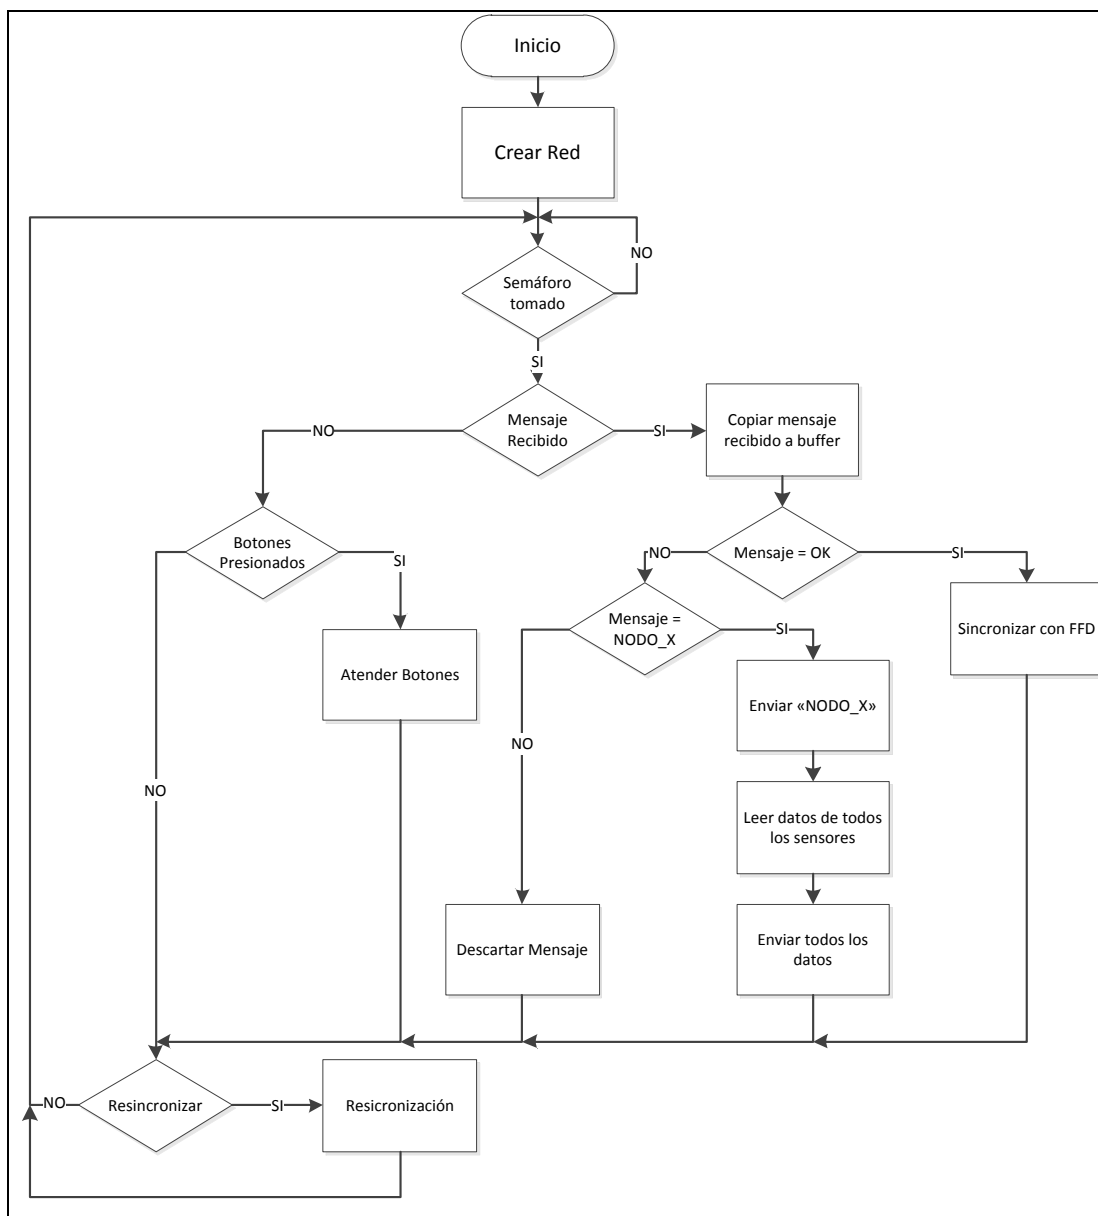 Inicio
Crear Red
NO
Semáforo
tomado
SI
Mensaje
Recibido
NO
SI
Copiar mensaje
recibido a buffer
Botones
Presionados
SI
NO
Mensaje = OK
SI
Mensaje =
NODO_X
SI
Sincronizar con FFD
Atender Botones
Enviar «NODO_X»
NO
NO
Leer datos de todos
los sensores
Descartar Mensaje
Enviar todos los
datos
NO
Resincronizar
SI
Resicronización